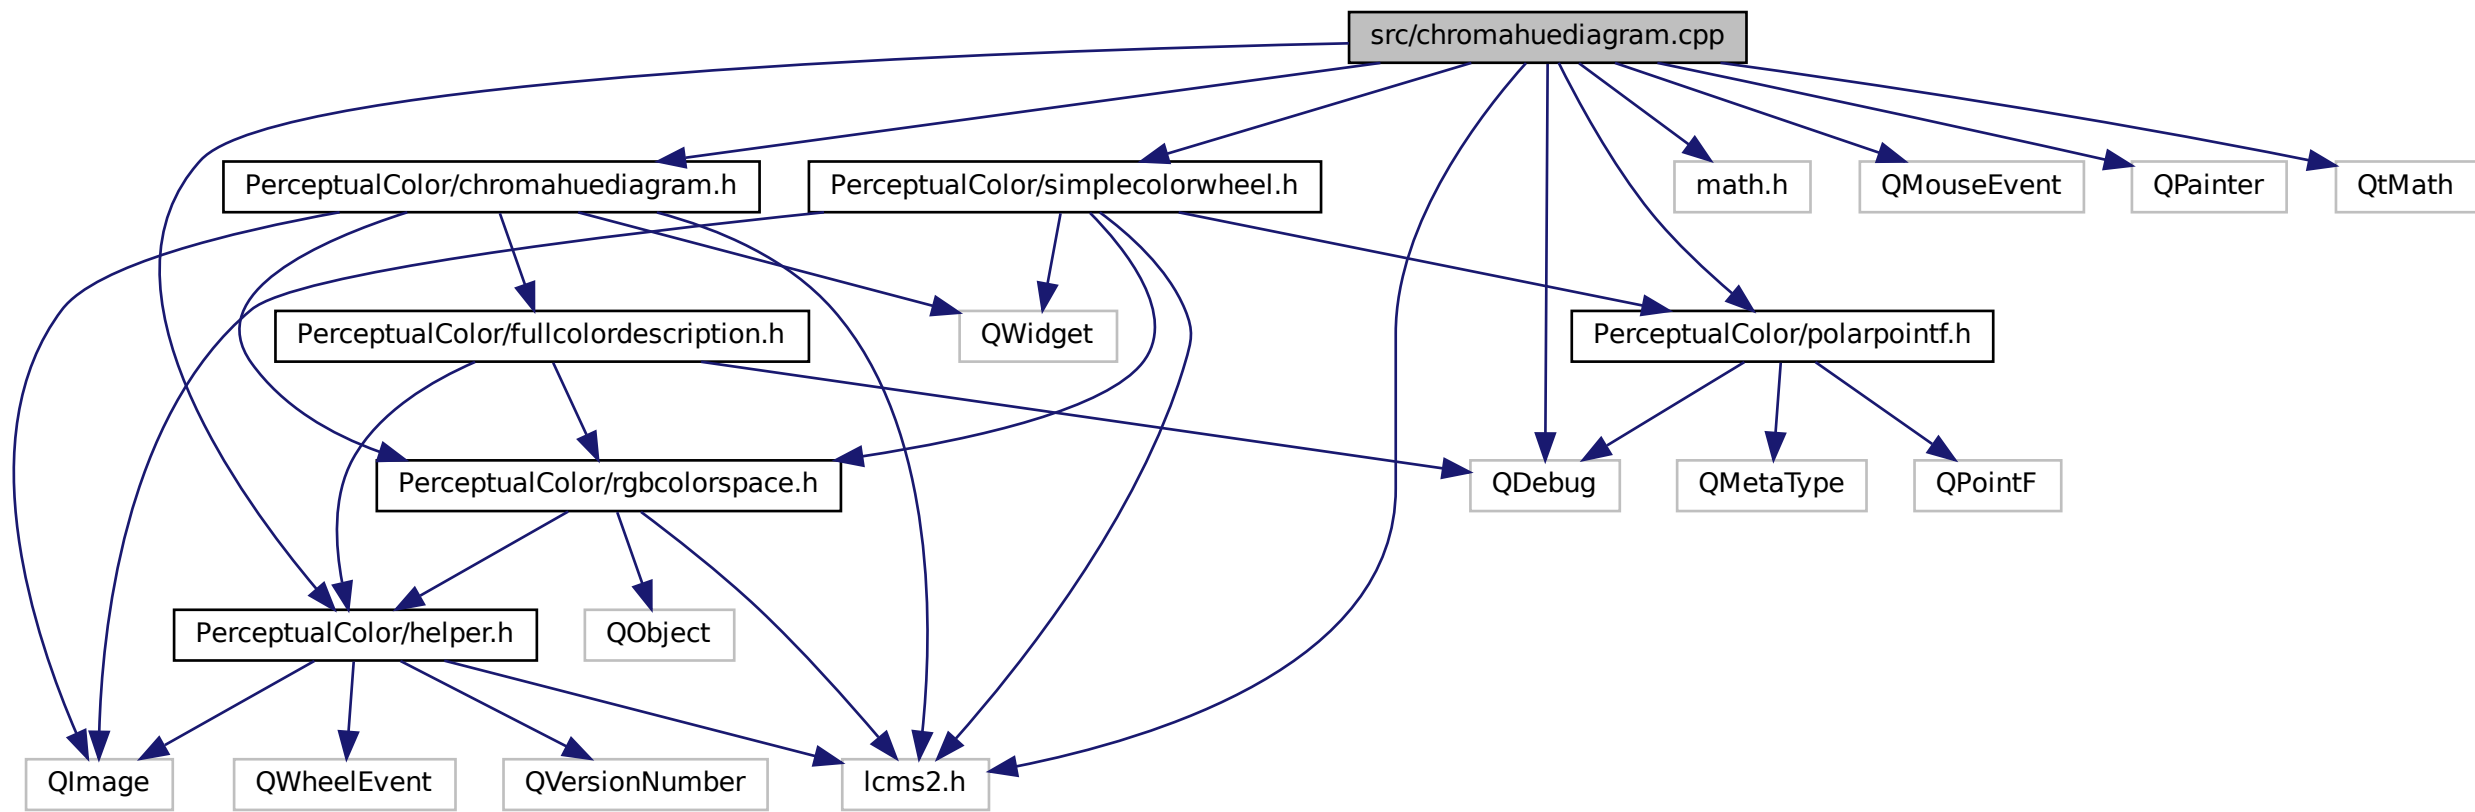 src/chromahuediagram.cpp
PerceptualColor/chromahuediagram.h
PerceptualColor/simplecolorwheel.h
math.h
QMouseEvent
QPainter
QtMath
PerceptualColor/fullcolordescription.h
QWidget
PerceptualColor/polarpointf.h
PerceptualColor/rgbcolorspace.h
QDebug
QMetaType
QPointF
PerceptualColor/helper.h
QObject
QImage
QWheelEvent
QVersionNumber
lcms2.h